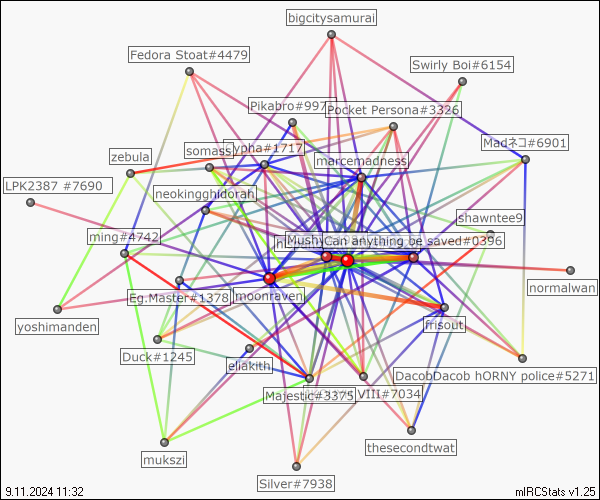 bigcitysamurai
Fedora Stoat#4479
Swirly Boi#6154
Pikabro#997
Pocket Persona#3326
somass
cypha#1717
Madネコ#6901
zebula
marcemadness
LPK2387 #7690
neokingghidorah
shawntee9
ming#4742
Can anything be saved#0396
moonraven
normalwan
Eg.Master#1378
yoshimanden
frisout
Duck#1245
eliakith
DacobDacob hORNY police#5271
Majestic#3375
VIII#7034
thesecondtwat
mukszi
Silver#7938
9.11.2024 11:32
mIRCStats v1.25